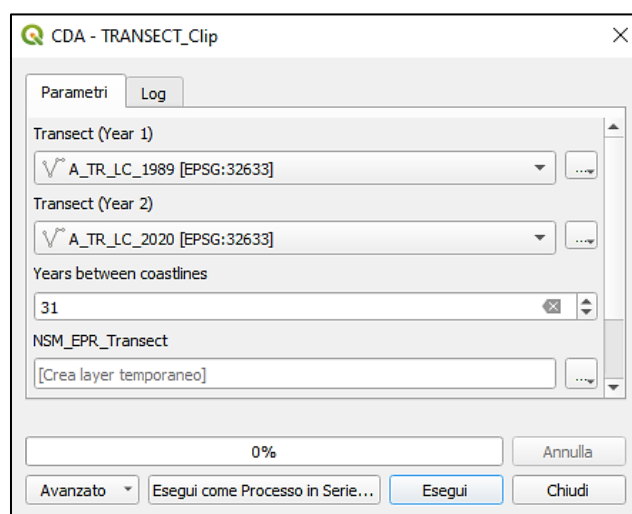 CDA - TRANSECT_Clip
Parametri
Log
Transect (Year 1)
A_TR_LC_1989 [EPSG:32633]
...
Transect (Year 2)
A_TR_LC_2020 [EPSG:32633]
...
Years between coastlines
31
NSM_EPR_Transect
[Crea layer temporaneo]
...
0%
Annulla
Avanzato
Esegui come Processo in Serie...
Esegui
Chiudi